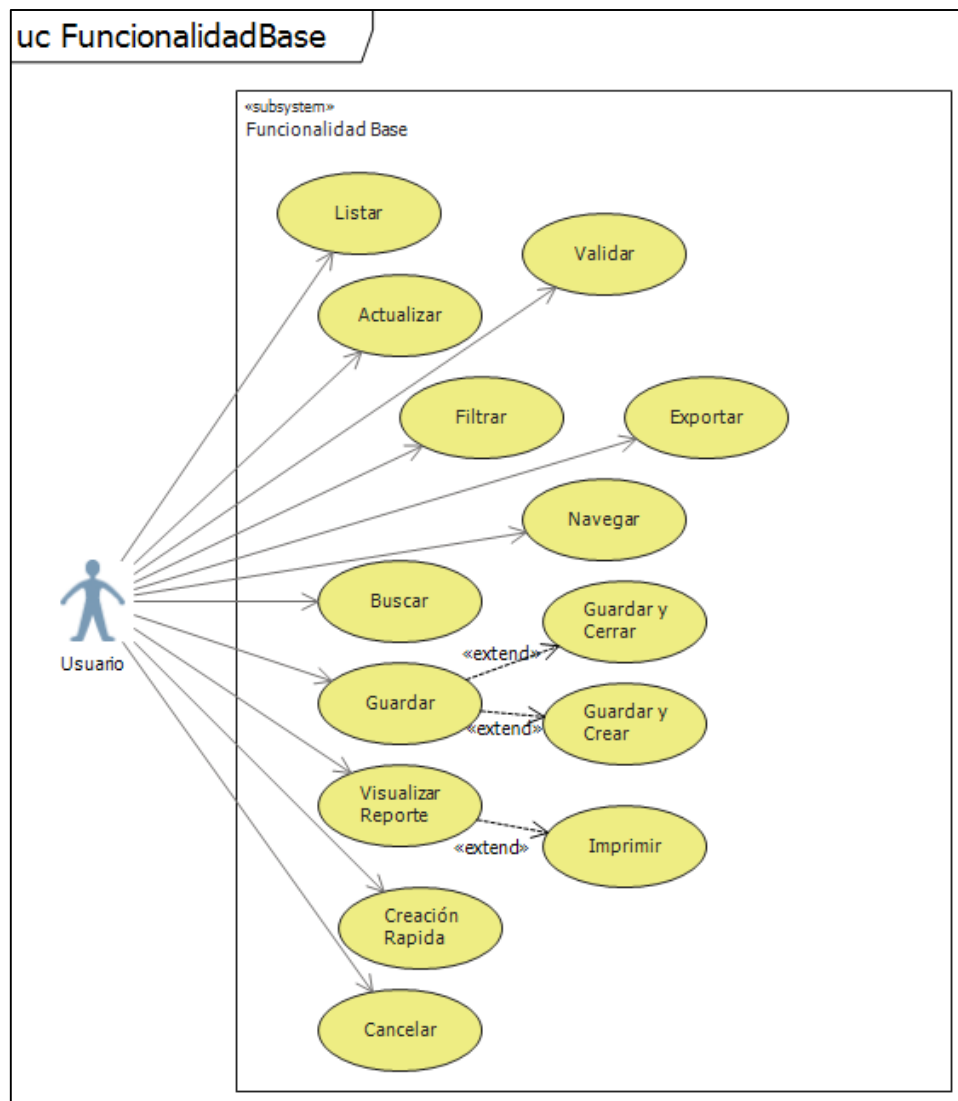 uc FuncionalidadBase
«subsystem»
Funcionalidad Base
Listar
Validar
Actualizar
Filtrar
Exportar
Navegar
Buscar
Guardar y
Cerrar
«extend»
Usuario
Guardar
Guardar y
Crear
«extend»
Visualizar
Reporte
«extend»
Imprimir
Creación
Rapida
Cancelar